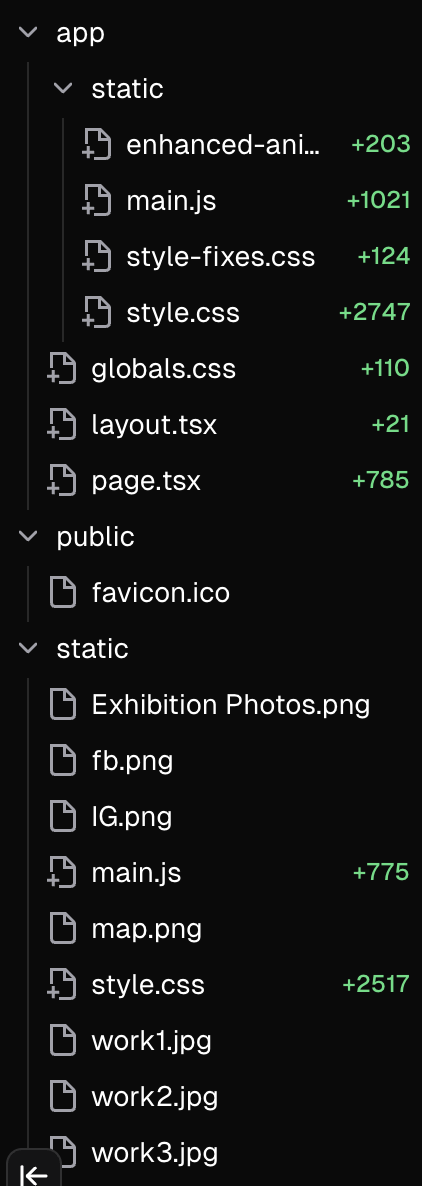 app
static
enhanced-ani... +203
main.js +1021
style-fixes.css +124
style.css +2747
globals.css +110
layout.tsx +21
page.tsx +785
public
favicon.ico
static
Exhibition Photos.png
fb.png
IG.png
main.js +775
map.png
style.css +2517
work1.jpg
work2.jpg
work3.jpg